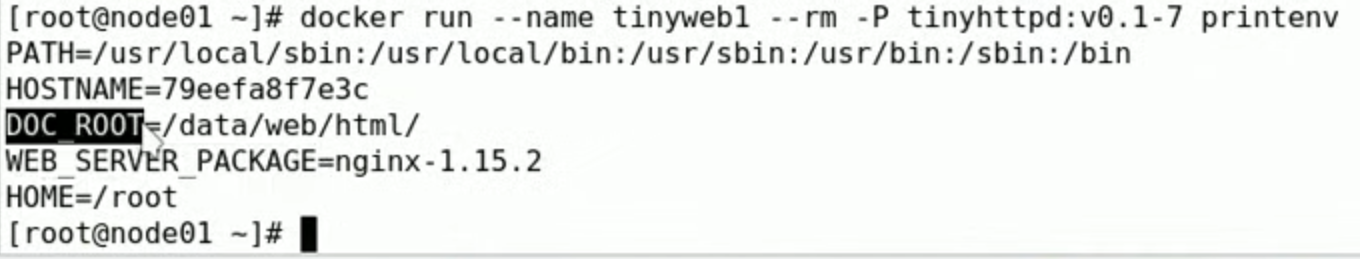 [root@node01 ~]# docker run --name tinyweb1 --rm -P tinyhttpd:v0.1-7 printenv
PATH=/usr/local/sbin:/usr/local/bin:/usr/sbin:/usr/bin:/sbin:/bin
HOSTNAME=79eefa8f7e3c
DOC_ROOT=/data/web/html/
WEB_SERVER_PACKAGE=nginx-1.15.2
HOME=/root
[root@node01 ~]#